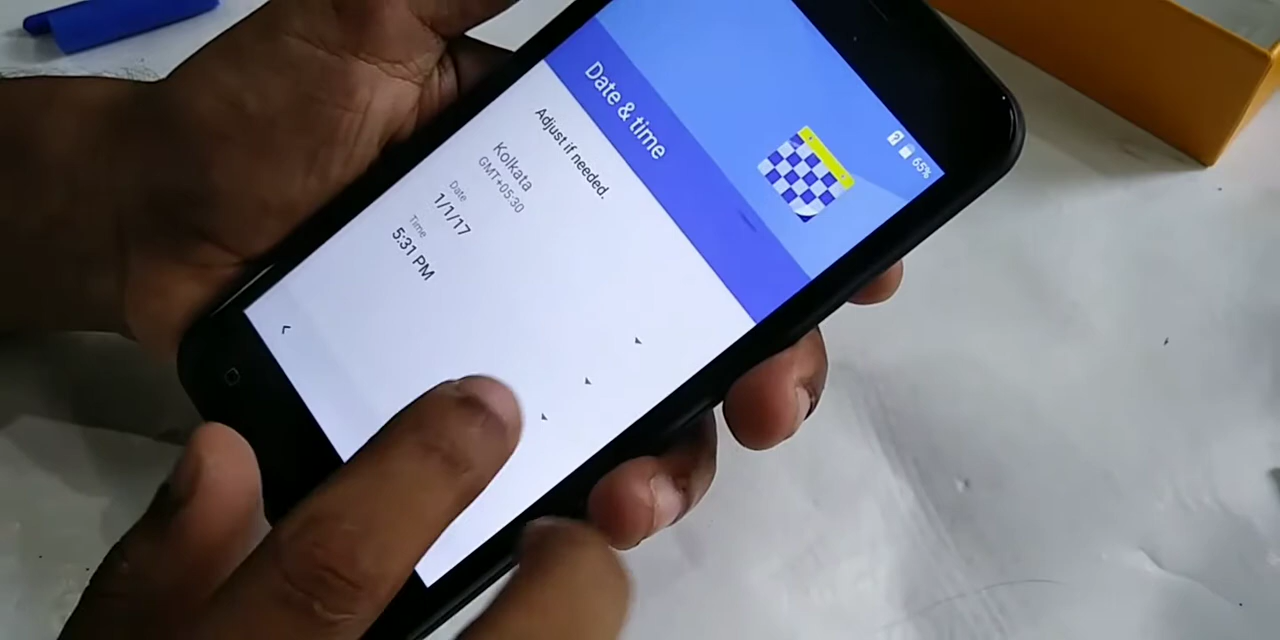 65%
Date & time
Adjust if needed.
Kolkata
GMT+05:30
Date
1/1/17
Time
5:31 PM